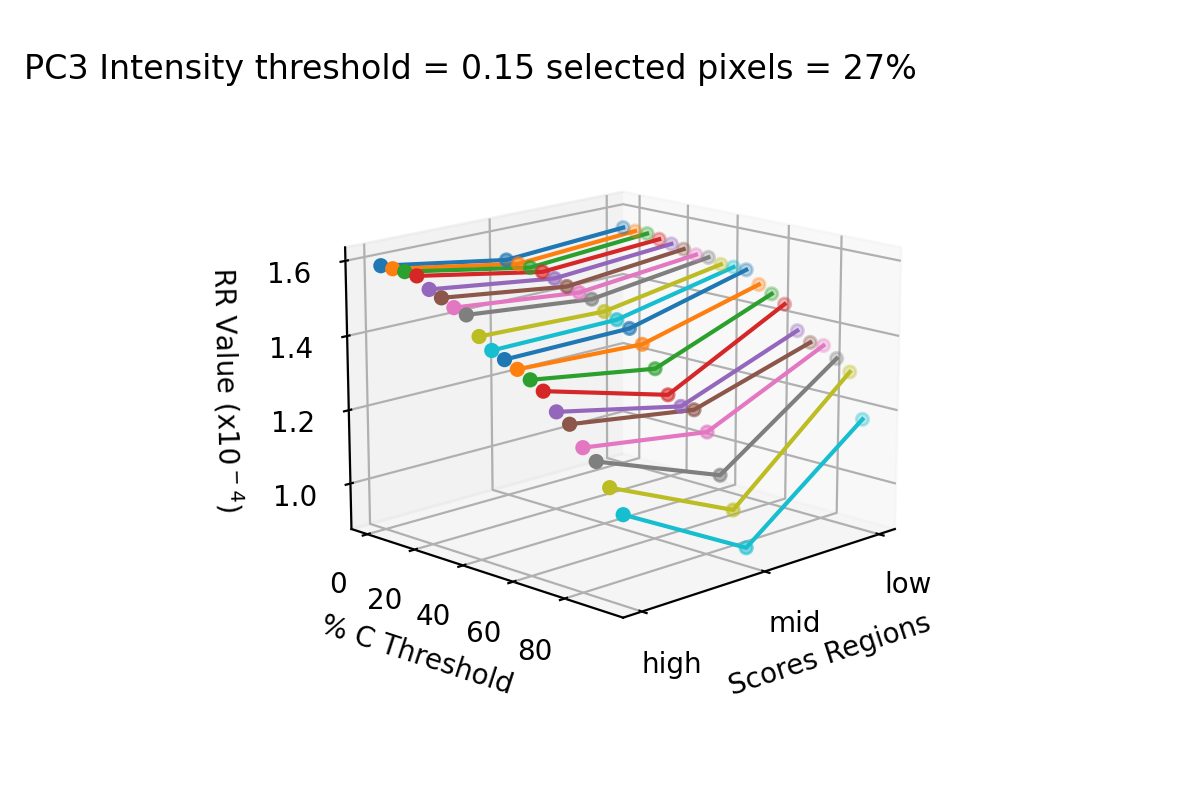 PC3 Intensity threshold = 0.15 selected pixels = 27%
1.6
1.4
1.2
1.0
RR Value (x10⁻⁴)
0
20
40
60
80
% C Threshold
high
mid
low
Scores Regions